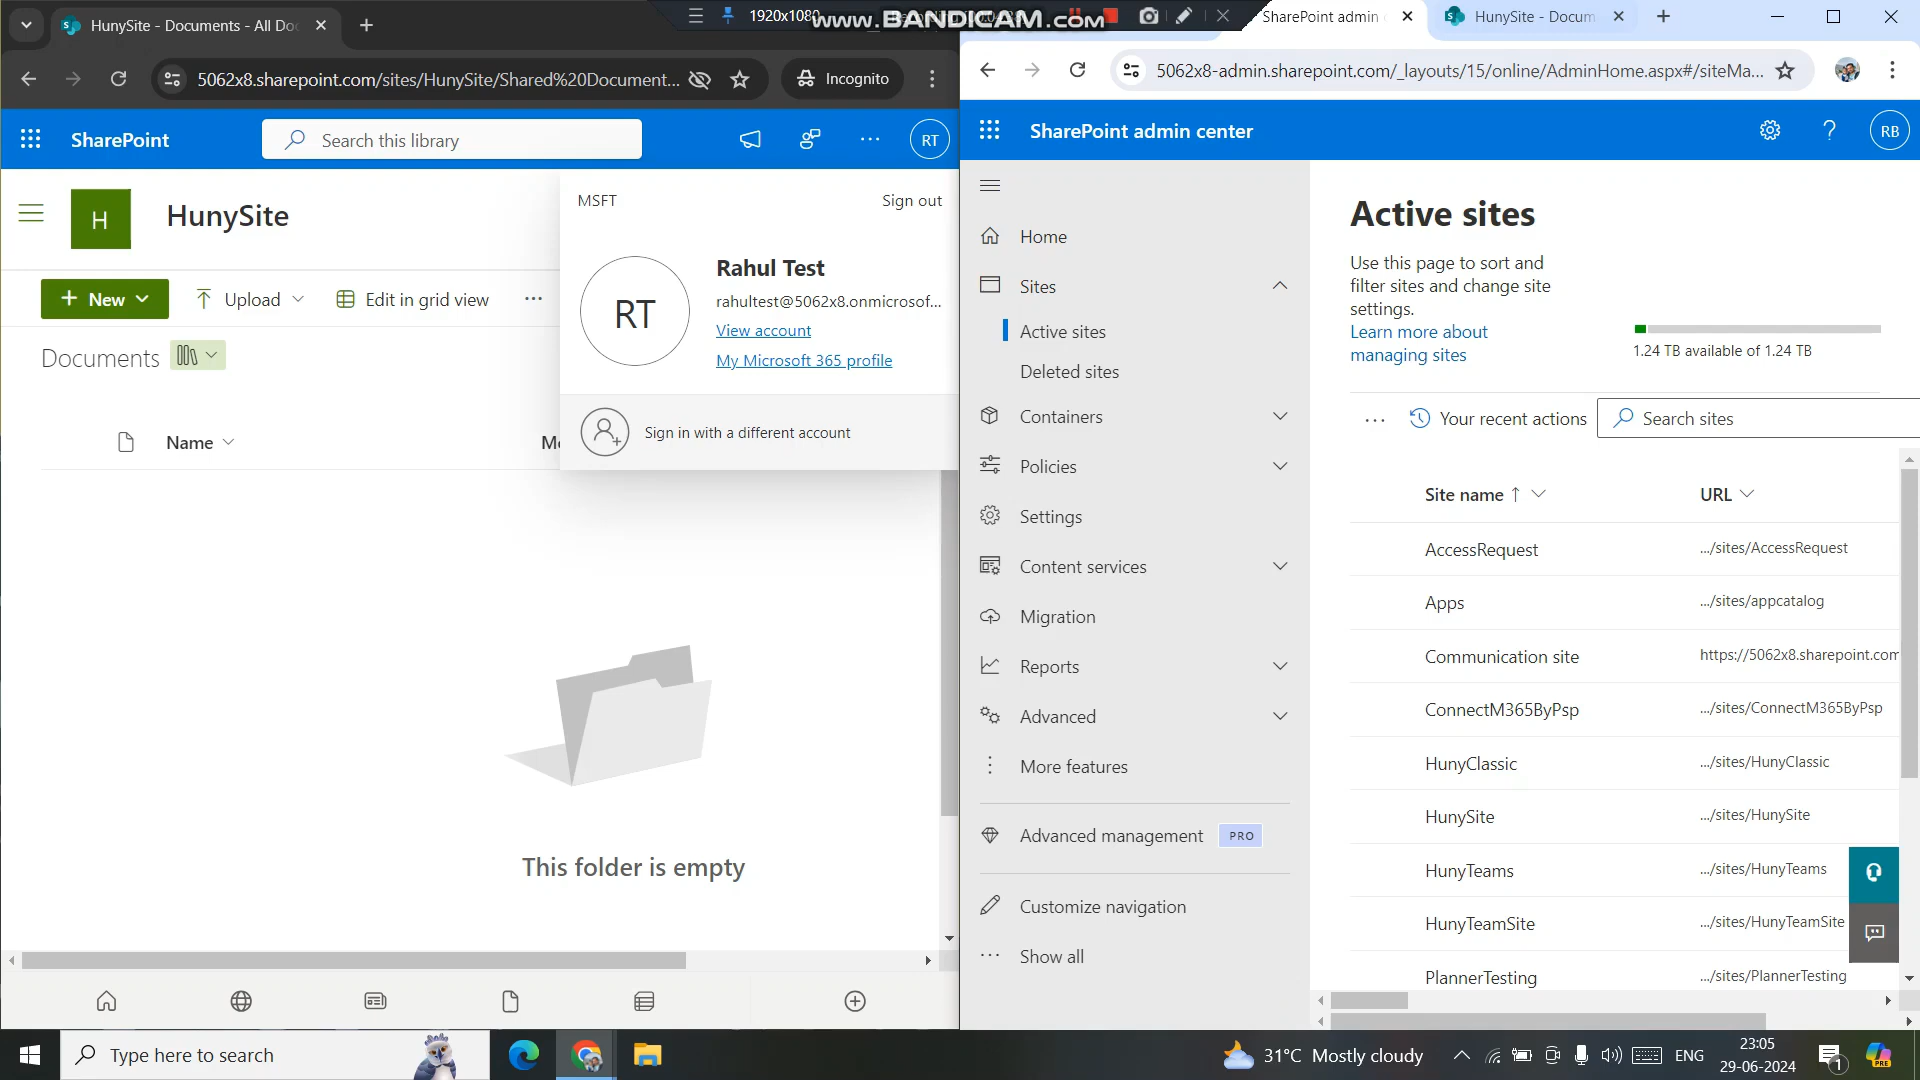 HunySite - Documents - All Doc
1920x1080
www.BANDICAM.com
SharePoint admin c
HunySite - Docum
5062x8.sharepoint.com/sites/HunySite/Shared%20Document...
Incognito
5062x8-admin.sharepoint.com/_layouts/15/online/AdminHome.aspx#/siteMa...
SharePoint
Search this library
RT
SharePoint admin center
RB
H
HunySite
MSFT
Sign out
Rahul Test
RT
rahultest@5062x8.onmicrosof...
View account
My Microsoft 365 profile
Sign in with a different account
New
Upload
Edit in grid view
Documents
Name
Mo
This folder is empty
Home
Sites
Active sites
Deleted sites
Containers
Policies
Settings
Content services
Migration
Reports
Advanced
More features
Advanced management PRO
Customize navigation
Show all
Active sites
Use this page to sort and
filter sites and change site
settings.
Learn more about
managing sites
1.24 TB available of 1.24 TB
Your recent actions
Search sites
Site name
URL
AccessRequest
.../sites/AccessRequest
Apps
.../sites/appcatalog
Communication site
https://5062x8.sharepoint.com
ConnectM365ByPsp
.../sites/ConnectM365ByPsp
HunyClassic
.../sites/HunyClassic
HunySite
.../sites/HunySite
HunyTeams
.../sites/HunyTeams
HunyTeamSite
.../sites/HunyTeamSite
PlannerTesting
.../sites/PlannerTesting
Type here to search
31°C Mostly cloudy
ENG
23:05
29-06-2024
1
PRE